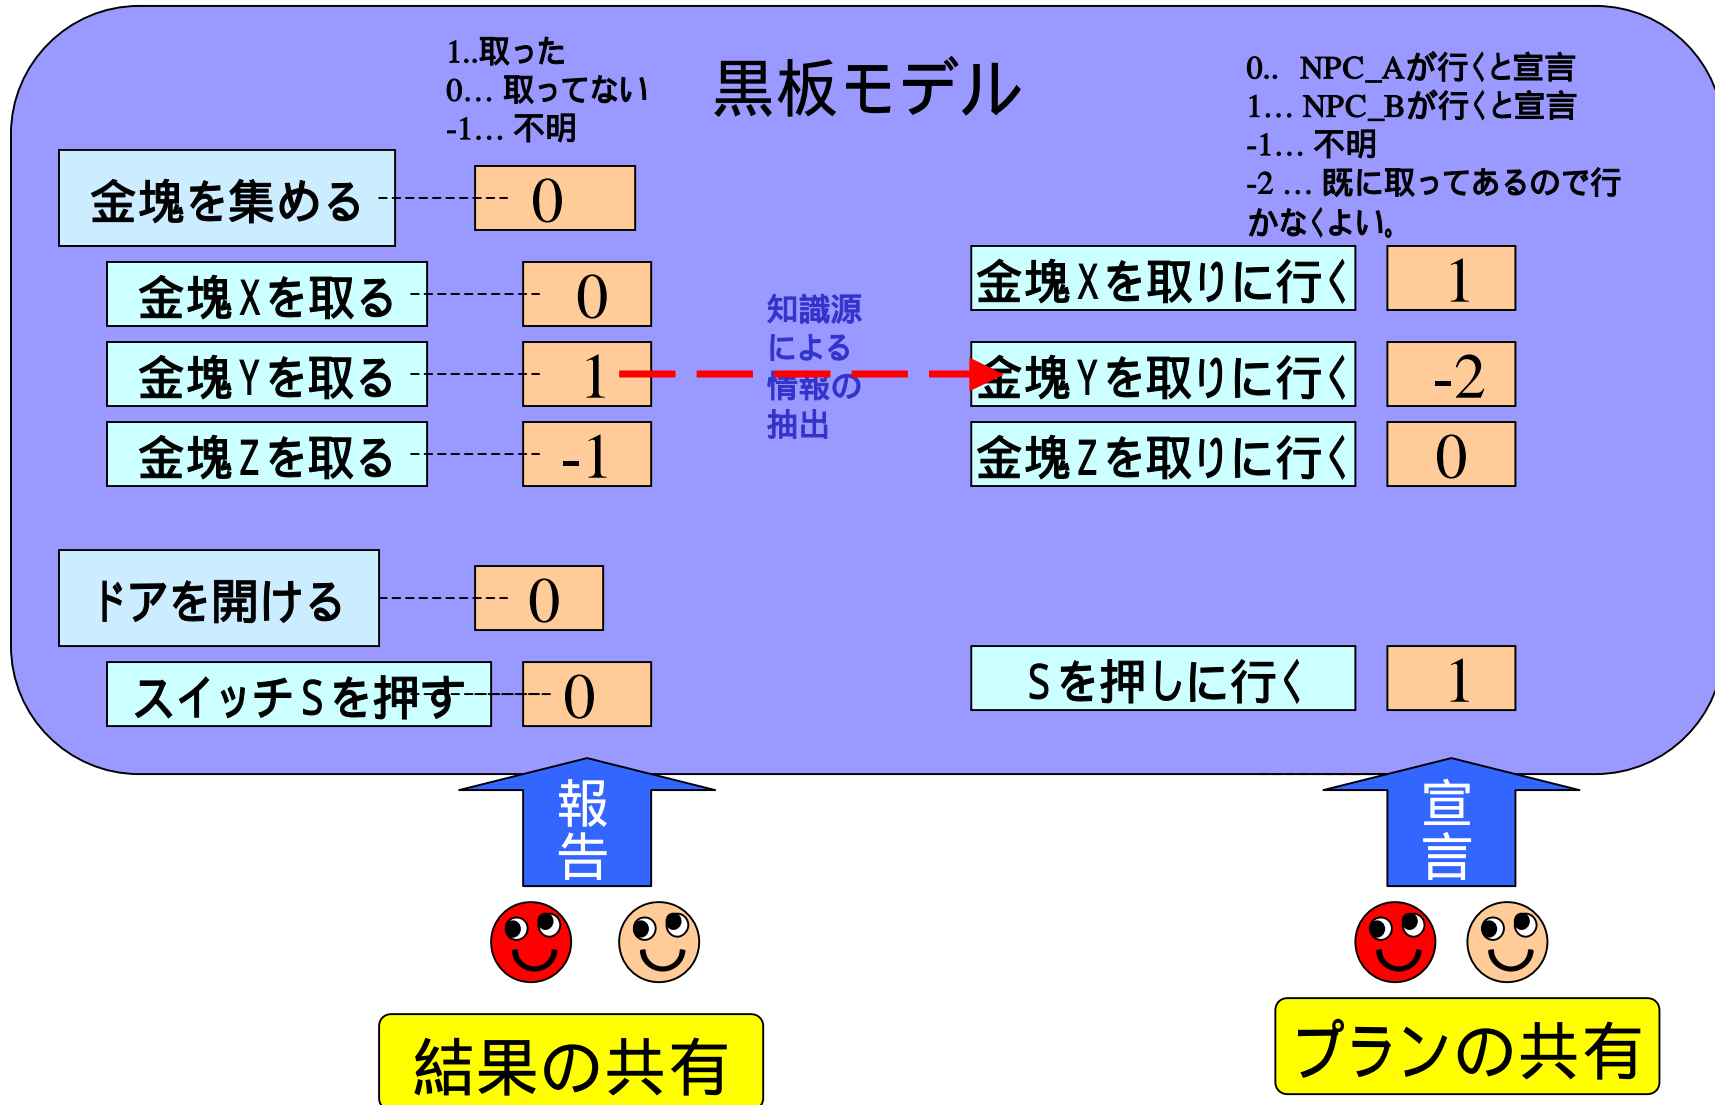 黒板モデル
1..取った
0… 取ってない
-1… 不明
0..  NPC_Aが行くと宣言
1… NPC_Bが行くと宣言
-1… 不明
-2 … 既に取ってあるので行
かなくよい。
金塊を集める
0
金塊Xを取る
0
金塊Yを取る
1
金塊Zを取る
-1
知識源
による
情報の
抽出
金塊Xを取りに行く
1
金塊Yを取りに行く
-2
金塊Zを取りに行く
0
ドアを開ける
0
スイッチSを押す
0
Sを押しに行く
1
報
告
宣
言
結果の共有
プランの共有